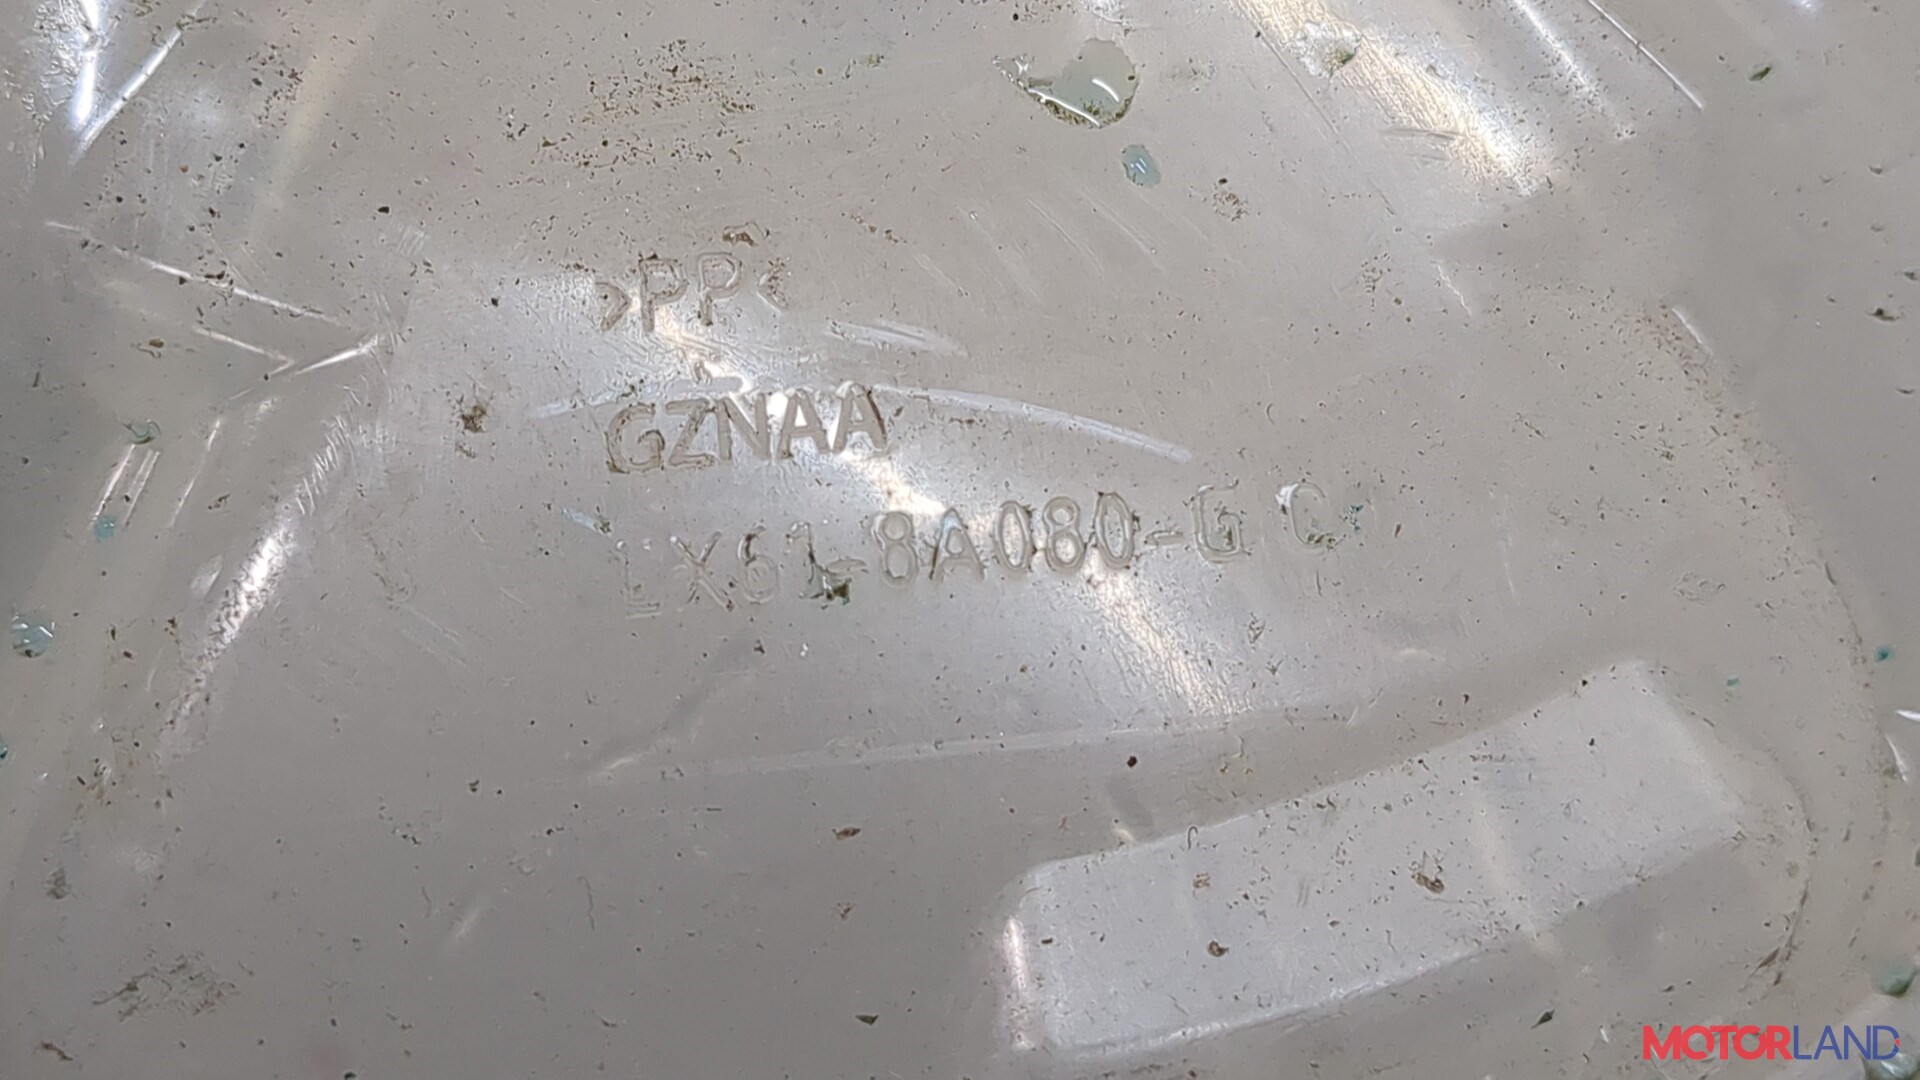 >PP<
GZNAA
LX61-8A080-GC
MOTORLAND